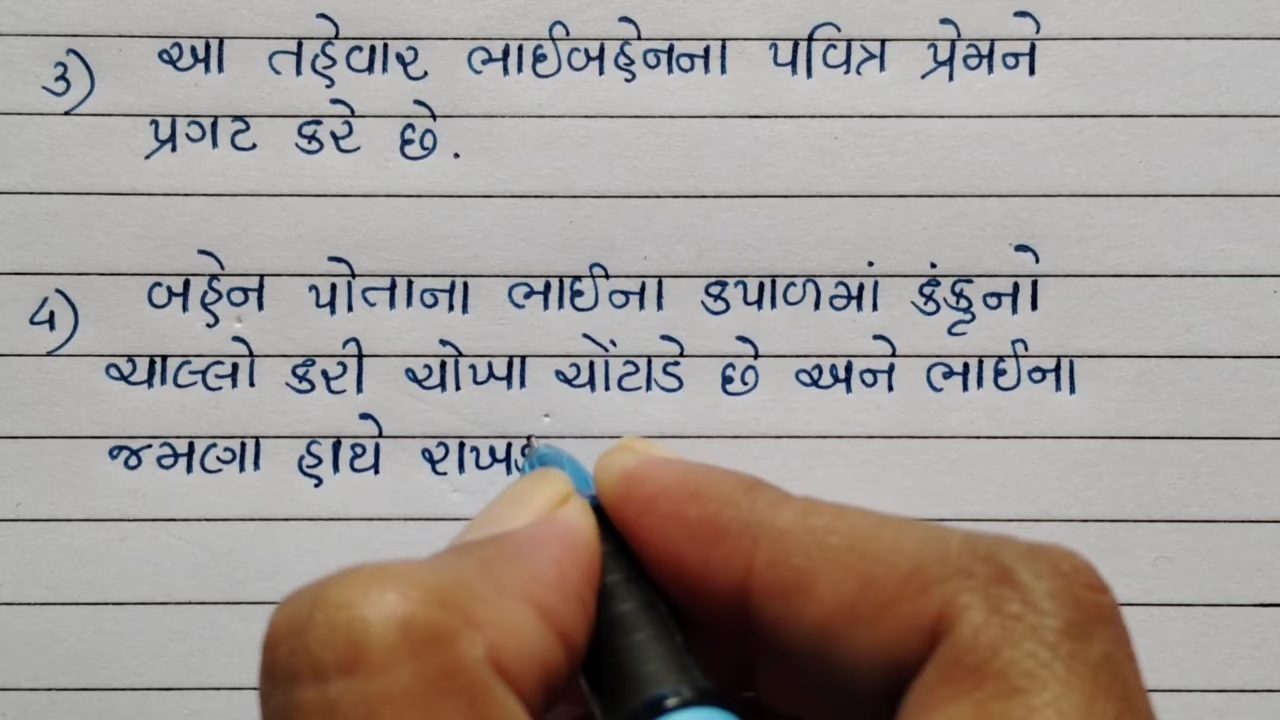 3) આ તહેવાર ભાઈબહેનના પવિત્ર પ્રેમને
પ્રગટ કરે છે.
4) બહેન પોતાના ભાઈના કપાળમાં કંકુનો
ચાલ્લો કરી ચોખા ચોંટાડે છે અને ભાઈના
જમણા હાથે